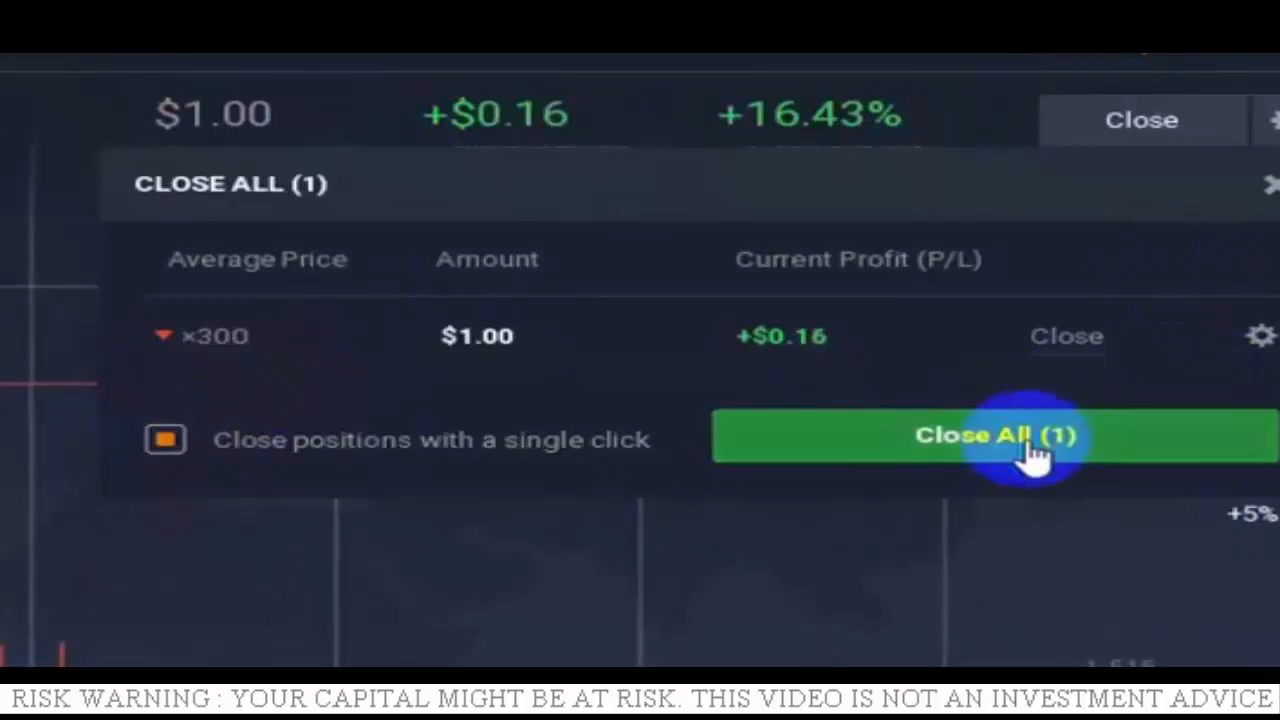 $1.00 +$0.16 +16.43% Close
CLOSE ALL (1)
Average Price Amount Current Profit (P/L)
×300 $1.00 +$0.16 Close
Close positions with a single click Close All (1)
+5%
RISK WARNING : YOUR CAPITAL MIGHT BE AT RISK. THIS VIDEO IS NOT AN INVESTMENT ADVICE